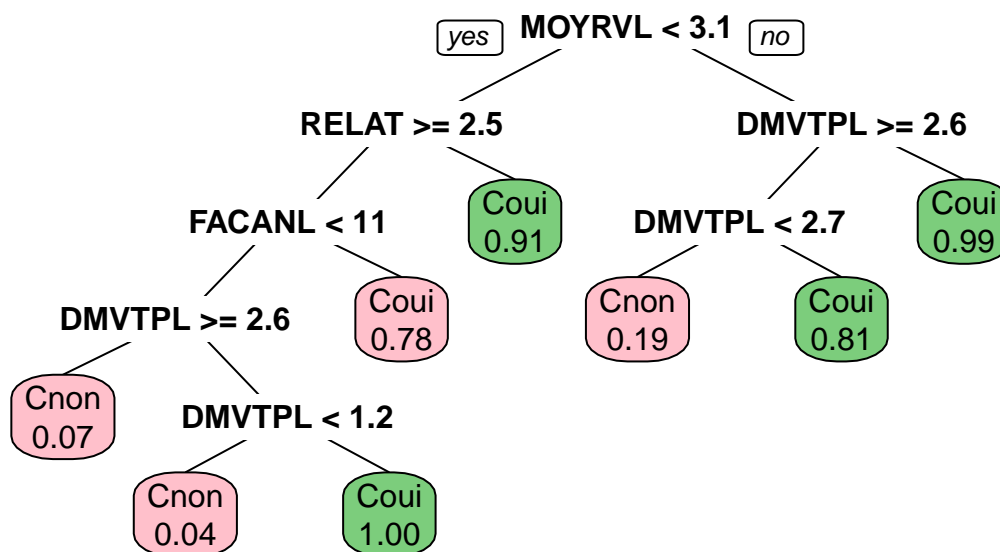 yes MOYRVL < 3.1 no
RELAT >= 2.5 DMVTPL >= 2.6
FACANL < 11 Coui 0.91 DMVTPL < 2.7 Coui 0.99
DMVTPL >= 2.6 Coui 0.78 Cnon 0.19 Coui 0.81
Cnon 0.07 DMVTPL < 1.2
Cnon 0.04 Coui 1.00